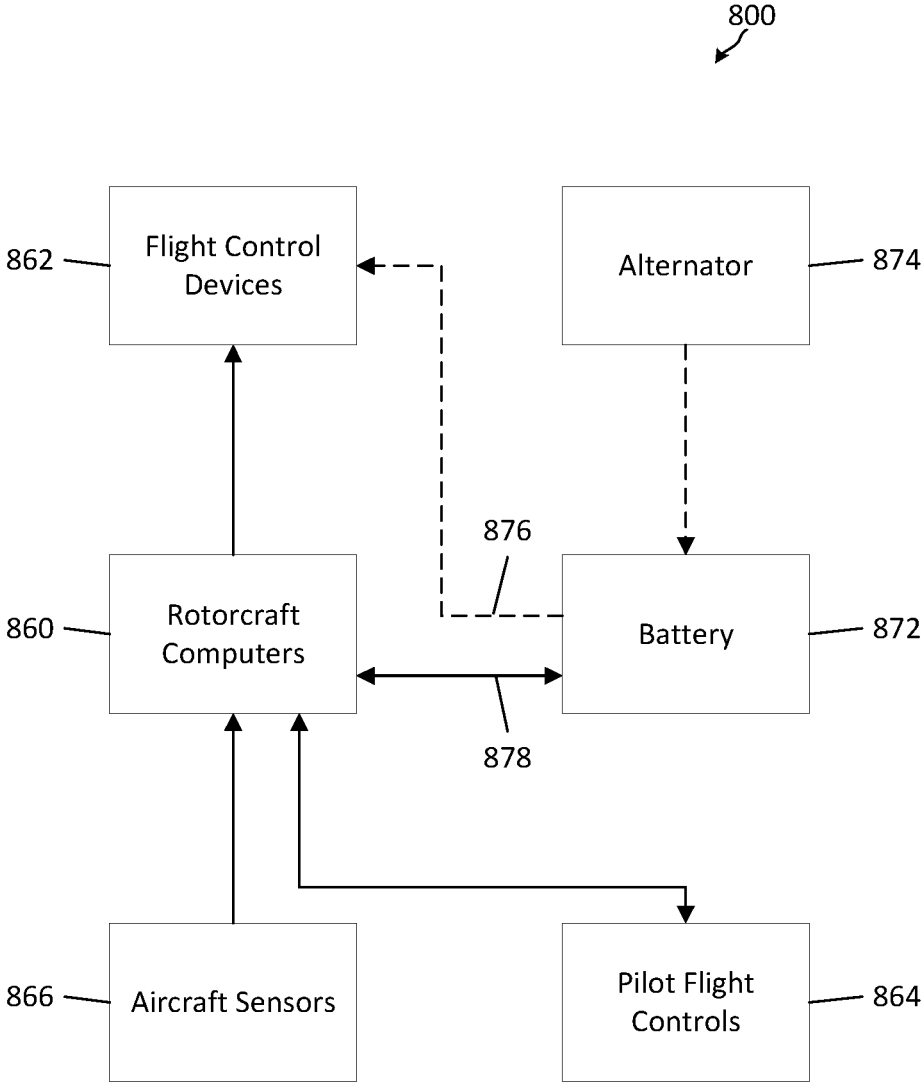 800
862
Flight Control
Devices
Alternator
874
876
860
Rotorcraft
Computers
Battery
872
878
866
Aircraft Sensors
Pilot Flight
Controls
864